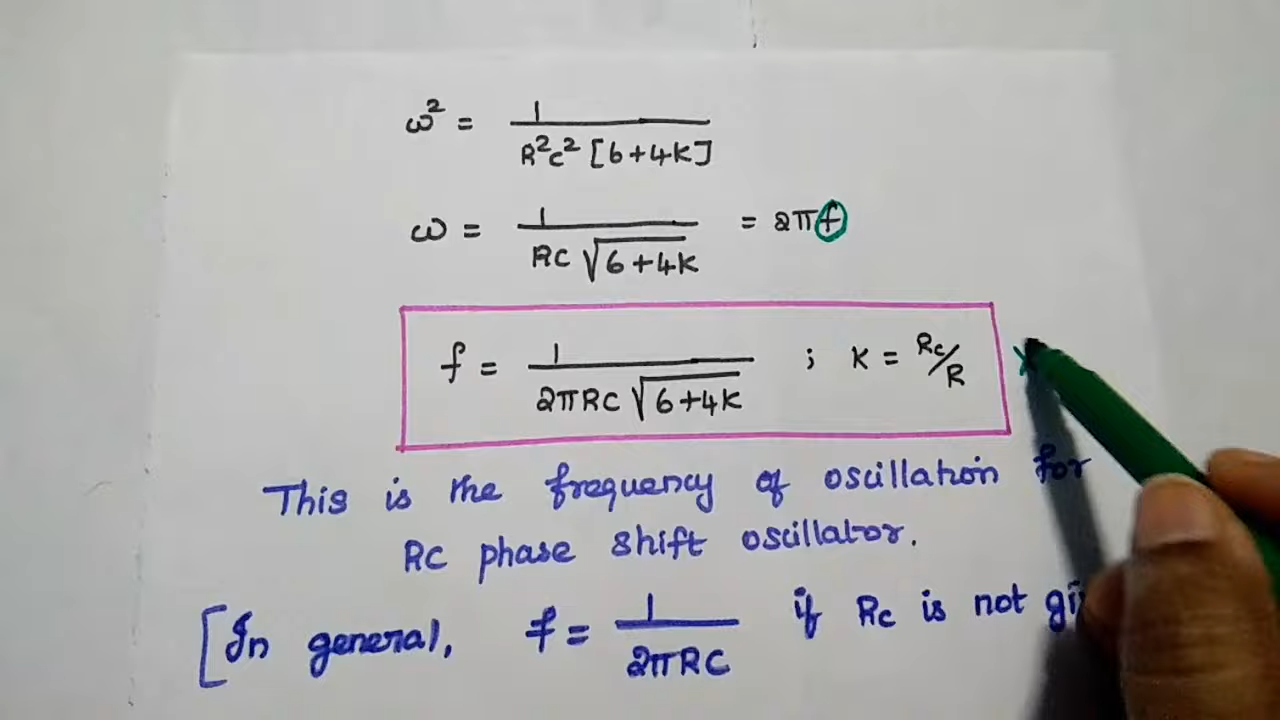 ω² = 1 / R²C² [6+4K]
ω = 1 / RC √6+4K = 2πf
f = 1 / 2πRC √6+4K ; K = Rc/R
This is the frequency of oscillation for
RC phase shift oscillator.
[In general, f = 1 / 2πRC if Rc is not